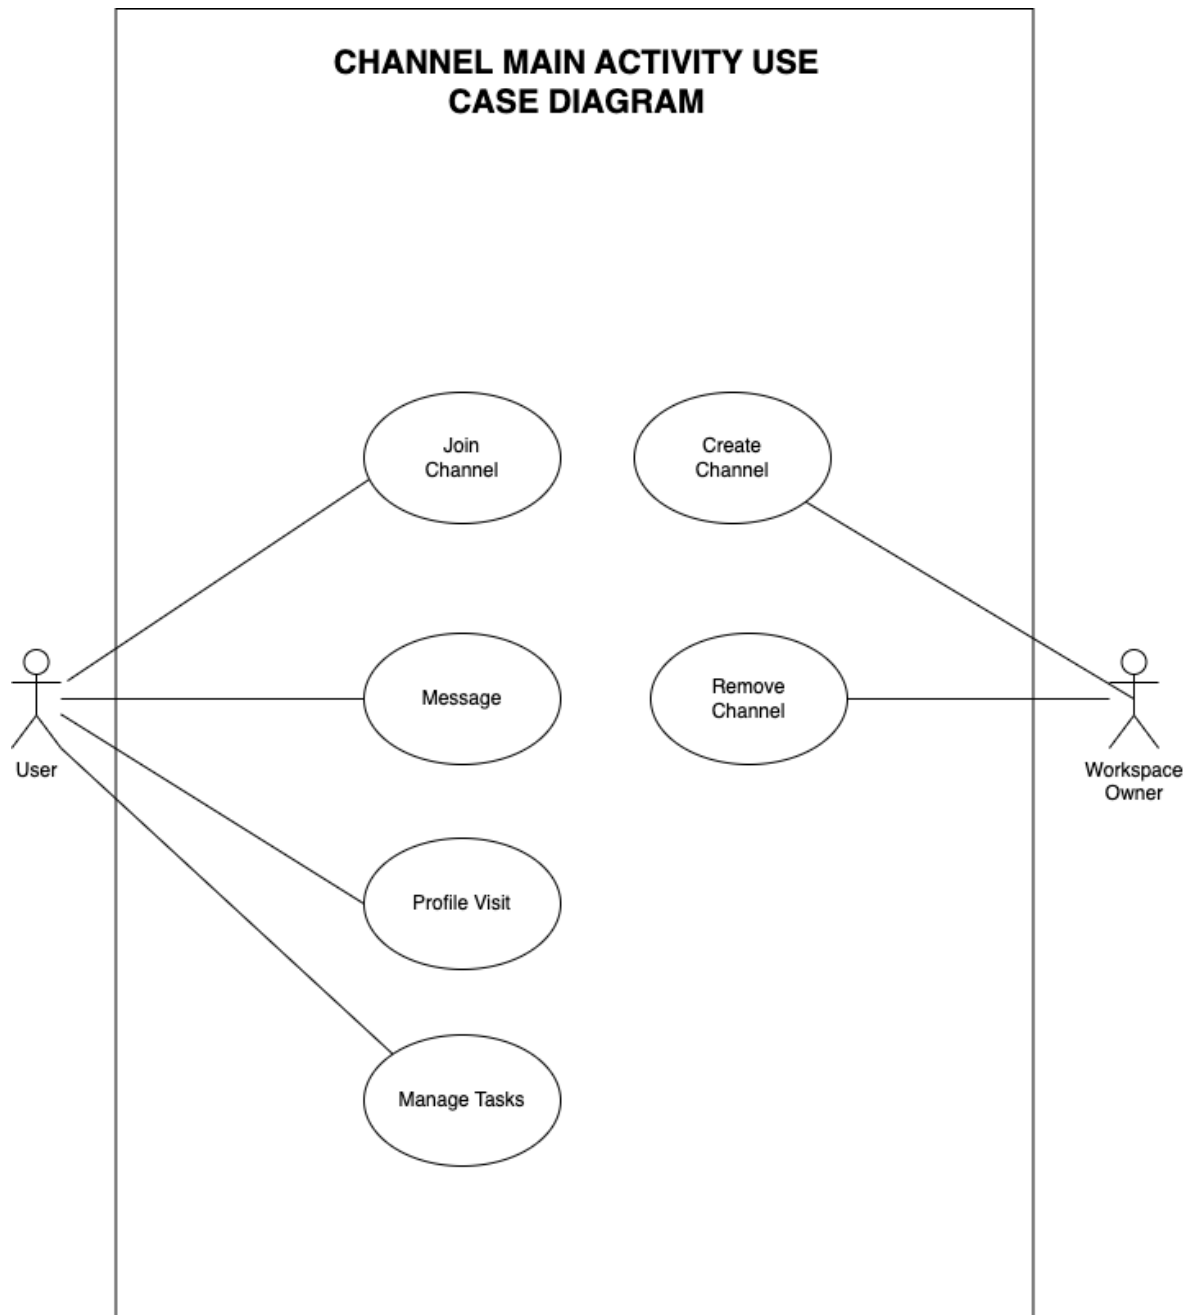 CHANNEL MAIN ACTIVITY USE
CASE DIAGRAM
Join
Channel
Create
Channel
Message
Remove
Channel
User
Workspace
Owner
Profile Visit
Manage Tasks